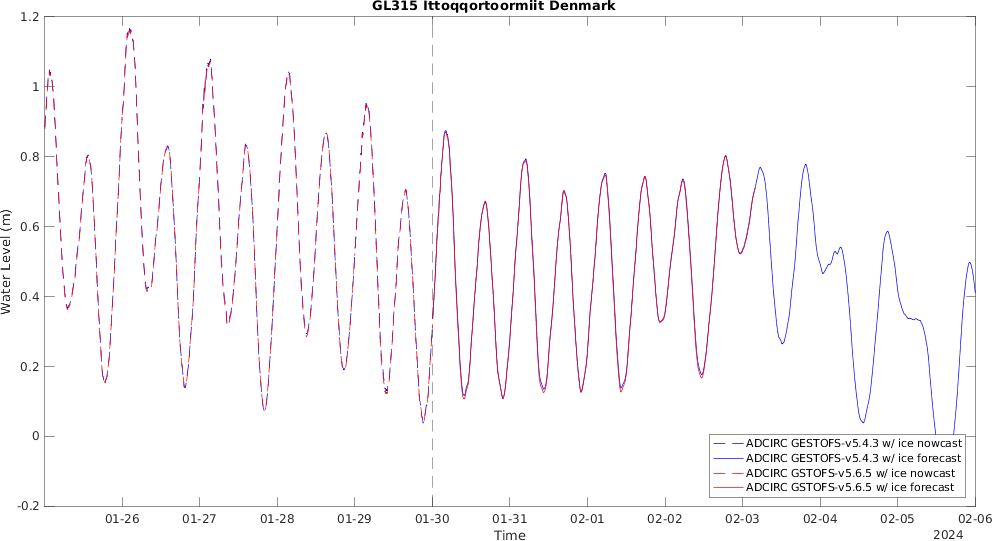 GL315 Ittoqqortoormiit Denmark
1.2
1
0.8
0.6
0.4
0.2
0
-0.2
Water Level (m)
ADCIRC GESTOFS-v5.4.3 w/ ice nowcast
ADCIRC GESTOFS-v5.4.3 w/ ice forecast
ADCIRC GSTOFS-v5.6.5 w/ ice nowcast
ADCIRC GSTOFS-v5.6.5 w/ ice forecast
01-26 01-27 01-28 01-29 01-30 01-31 02-01 02-02 02-03 02-04 02-05 02-06
Time
2024